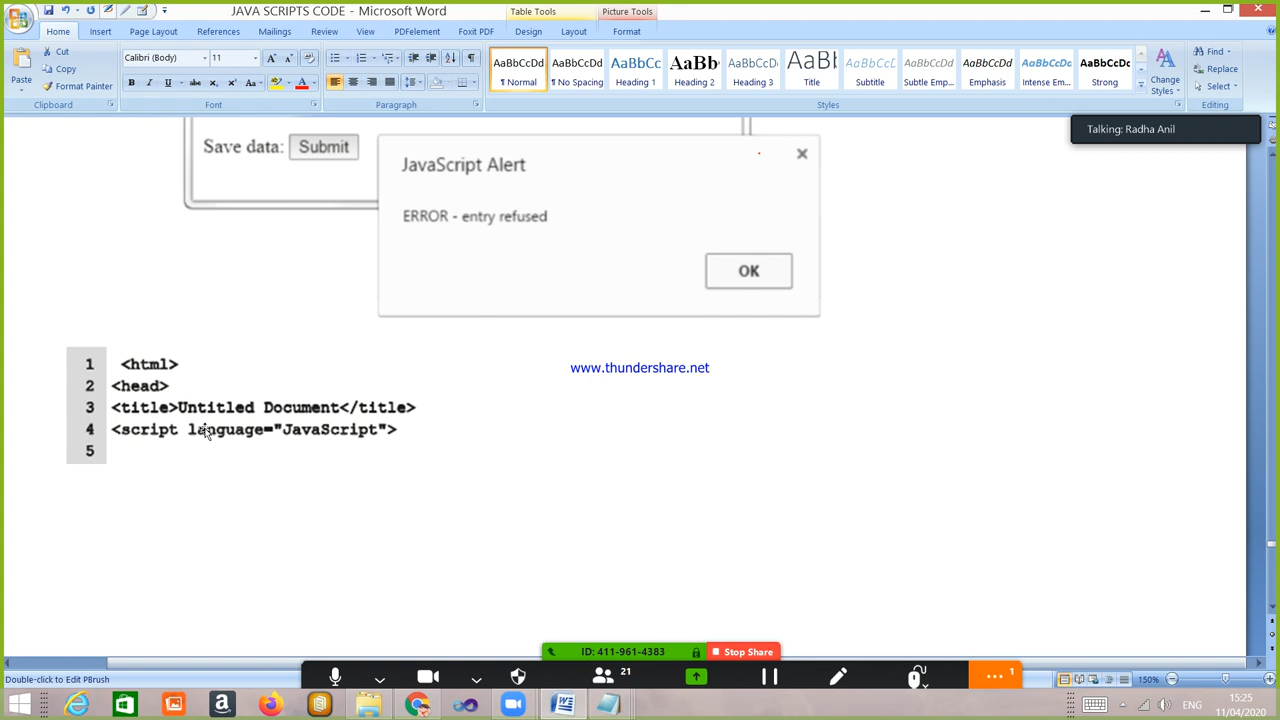 JAVA SCRIPTS CODE - Microsoft Word
Table Tools
Picture Tools
Home
Insert
Page Layout
References
Mailings
Review
View
PDFelement
Foxit PDF
Design
Layout
Format
Paste
Cut
Copy
Format Painter
Clipboard
Calibri (Body)
11
Font
Paragraph
AaBbCcDd
¶ Normal
AaBbCcDd
¶ No Spacing
AaBbCc
Heading 1
AaBb
Heading 2
AaBbCcD
Heading 3
AaBb
Title
AaBbCcD
Subtitle
AaBbCcDd
Subtle Emp...
AaBbCcDd
Emphasis
AaBbCcDd
Intense Em...
AaBbCcDc
Strong
Change
Styles
Styles
Find
Replace
Select
Editing
Talking: Radha Anil
Save data: Submit
JavaScript Alert
ERROR - entry refused
OK
www.thundershare.net
1 <html>
2 <head>
3 <title>Untitled Document</title>
4 <script language="JavaScript">
5
ID: 411-961-4383
Stop Share
Double-click to Edit PBrush
21
1
150%
ENG
15:25
11/04/2020